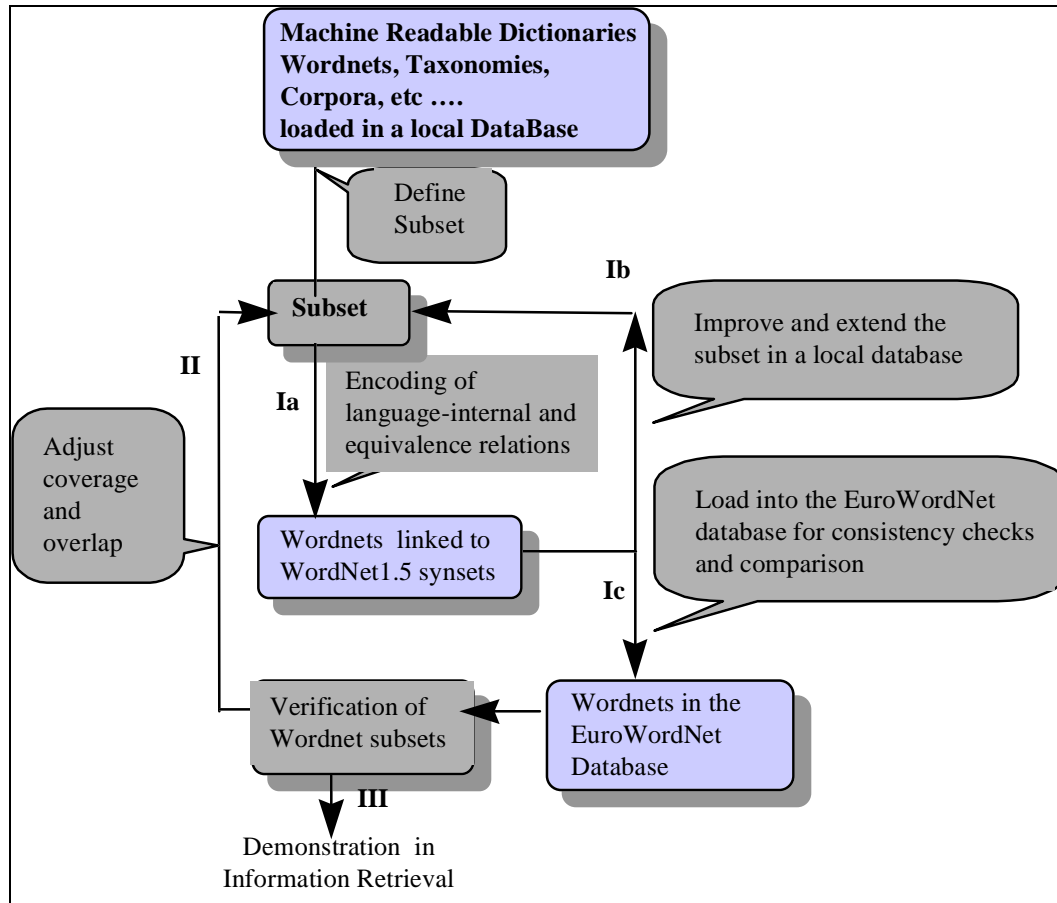 Machine Readable Dictionaries
Wordnets, Taxonomies,
Corpora, etc ….
loaded in a local DataBase
Define
Subset
Ib
Subset
Improve and extend the
subset in a local database
II
Ia
Encoding of
language-internal and
equivalence relations
Adjust
coverage
and
overlap
Load into the EuroWordNet
database for consistency checks
and comparison
Wordnets linked to
WordNet1.5 synsets
Ic
Verification of
Wordnet subsets
Wordnets in the
EuroWordNet
Database
III
Demonstration in
Information Retrieval